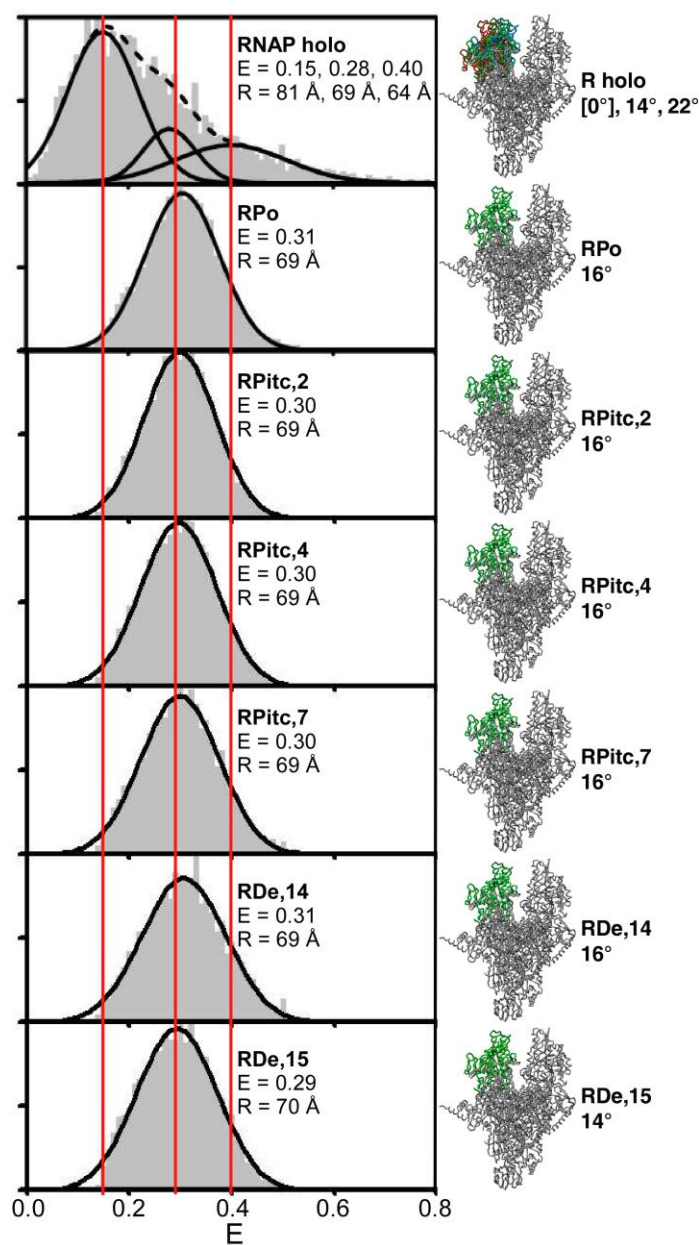 RNAP holo
E = 0.15, 0.28, 0.40
R = 81 Å, 69 Å, 64 Å
R holo
[0°], 14°, 22°
RPo
E = 0.31
R = 69 Å
RPo
16°
RPitc,2
E = 0.30
R = 69 Å
RPitc,2
16°
RPitc,4
E = 0.30
R = 69 Å
RPitc,4
16°
RPitc,7
E = 0.30
R = 69 Å
RPitc,7
16°
RDe,14
E = 0.31
R = 69 Å
RDe,14
16°
RDe,15
E = 0.29
R = 70 Å
RDe,15
14°
0.0 0.2 0.4 0.6 0.8
E